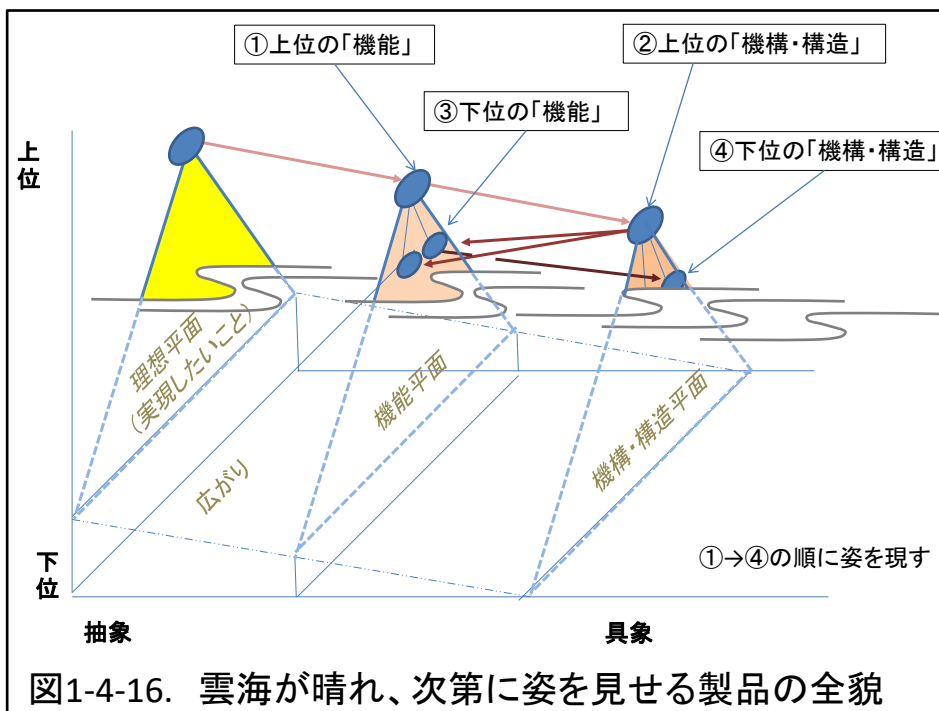 ①上位の「機能」
②上位の「機構・構造」
③下位の「機能」
④下位の「機構・構造」
上位
理想平面
(実現したいこと)
機能平面
機構・構造平面
広がり
下位
①→④の順に姿を現す
抽象
具象
図1-4-16. 雲海が晴れ、次第に姿を見せる製品の全貌